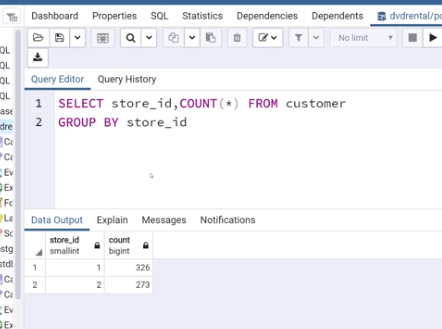 Dashboard Properties SQL Statistics Dependencies Dependents dvdrental/po
No limit
Query Editor Query History
1 SELECT store_id,COUNT(*) FROM customer
2 GROUP BY store_id
Data Output Explain Messages Notifications
store_id count
smallint bigint
1 1 326
2 2 273